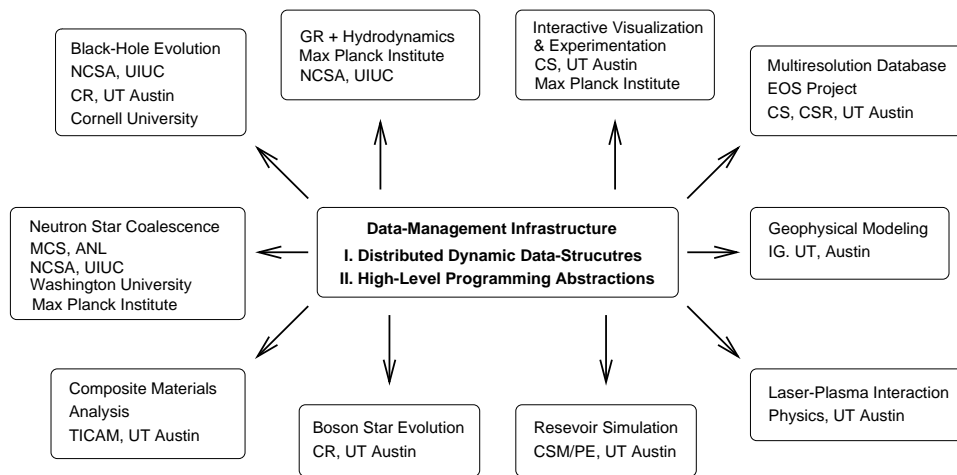 Black-Hole Evolution
NCSA, UIUC
CR, UT Austin
Cornell University
GR + Hydrodynamics
Max Planck Institute
NCSA, UIUC
Interactive Visualization
& Experimentation
CS, UT Austin
Max Planck Institute
Multiresolution Database
EOS Project
CS, CSR, UT Austin
Neutron Star Coalescence
MCS, ANL
NCSA, UIUC
Washington University
Max Planck Institute
Data-Management Infrastructure
I. Distributed Dynamic Data-Strucutres
II. High-Level Programming Abstractions
Geophysical Modeling
IG. UT, Austin
Composite Materials
Analysis
TICAM, UT Austin
Boson Star Evolution
CR, UT Austin
Resevoir Simulation
CSM/PE, UT Austin
Laser-Plasma Interaction
Physics, UT Austin